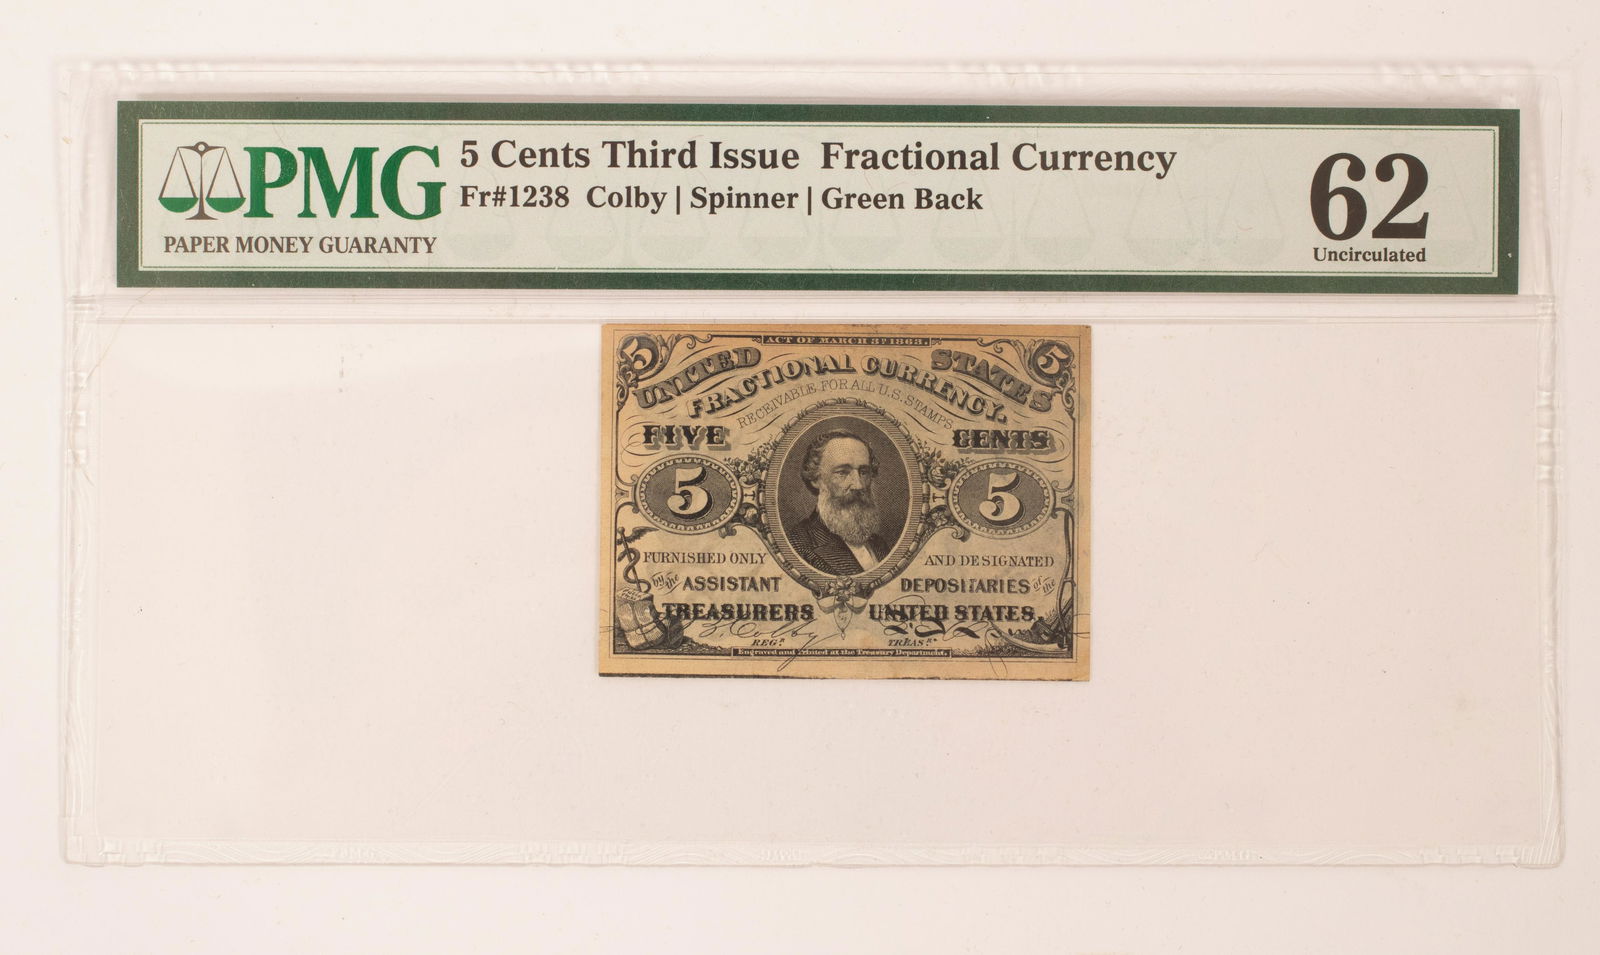 PMG
PAPER MONEY GUARANTY
5 Cents Third Issue Fractional Currency
Fr#1238 Colby | Spinner | Green Back
62
Uncirculated
ACT OF MARCH 3D 1863.
5 5
UNITED STATES
FRACTIONAL CURRENCY.
RECEIVABLE FOR ALL U.S. STAMPS
FIVE CENTS
5 5
FURNISHED ONLY AND DESIGNATED
by the ASSISTANT DEPOSITARIES of the
TREASURERS UNITED STATES.
S. Colby
REGR. TREASR.
Engraved and Printed at the Treasury Department.